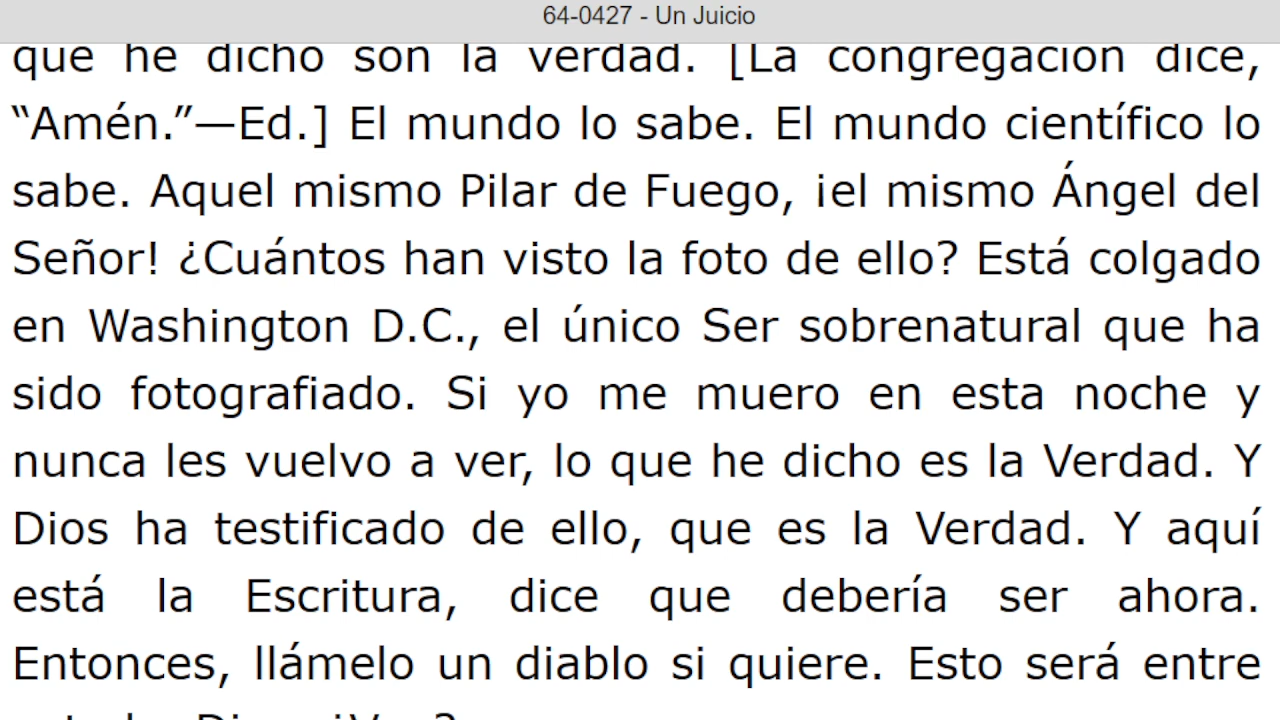 64-0427 - Un Juicio
que he dicho son la verdad. [La congregación dice,
“Amén.”—Ed.] El mundo lo sabe. El mundo científico lo
sabe. Aquel mismo Pilar de Fuego, ¡el mismo Ángel del
Señor! ¿Cuántos han visto la foto de ello? Está colgado
en Washington D.C., el único Ser sobrenatural que ha
sido fotografiado. Si yo me muero en esta noche y
nunca les vuelvo a ver, lo que he dicho es la Verdad. Y
Dios ha testificado de ello, que es la Verdad. Y aquí
está la Escritura, dice que debería ser ahora.
Entonces, llámelo un diablo si quiere. Esto será entre